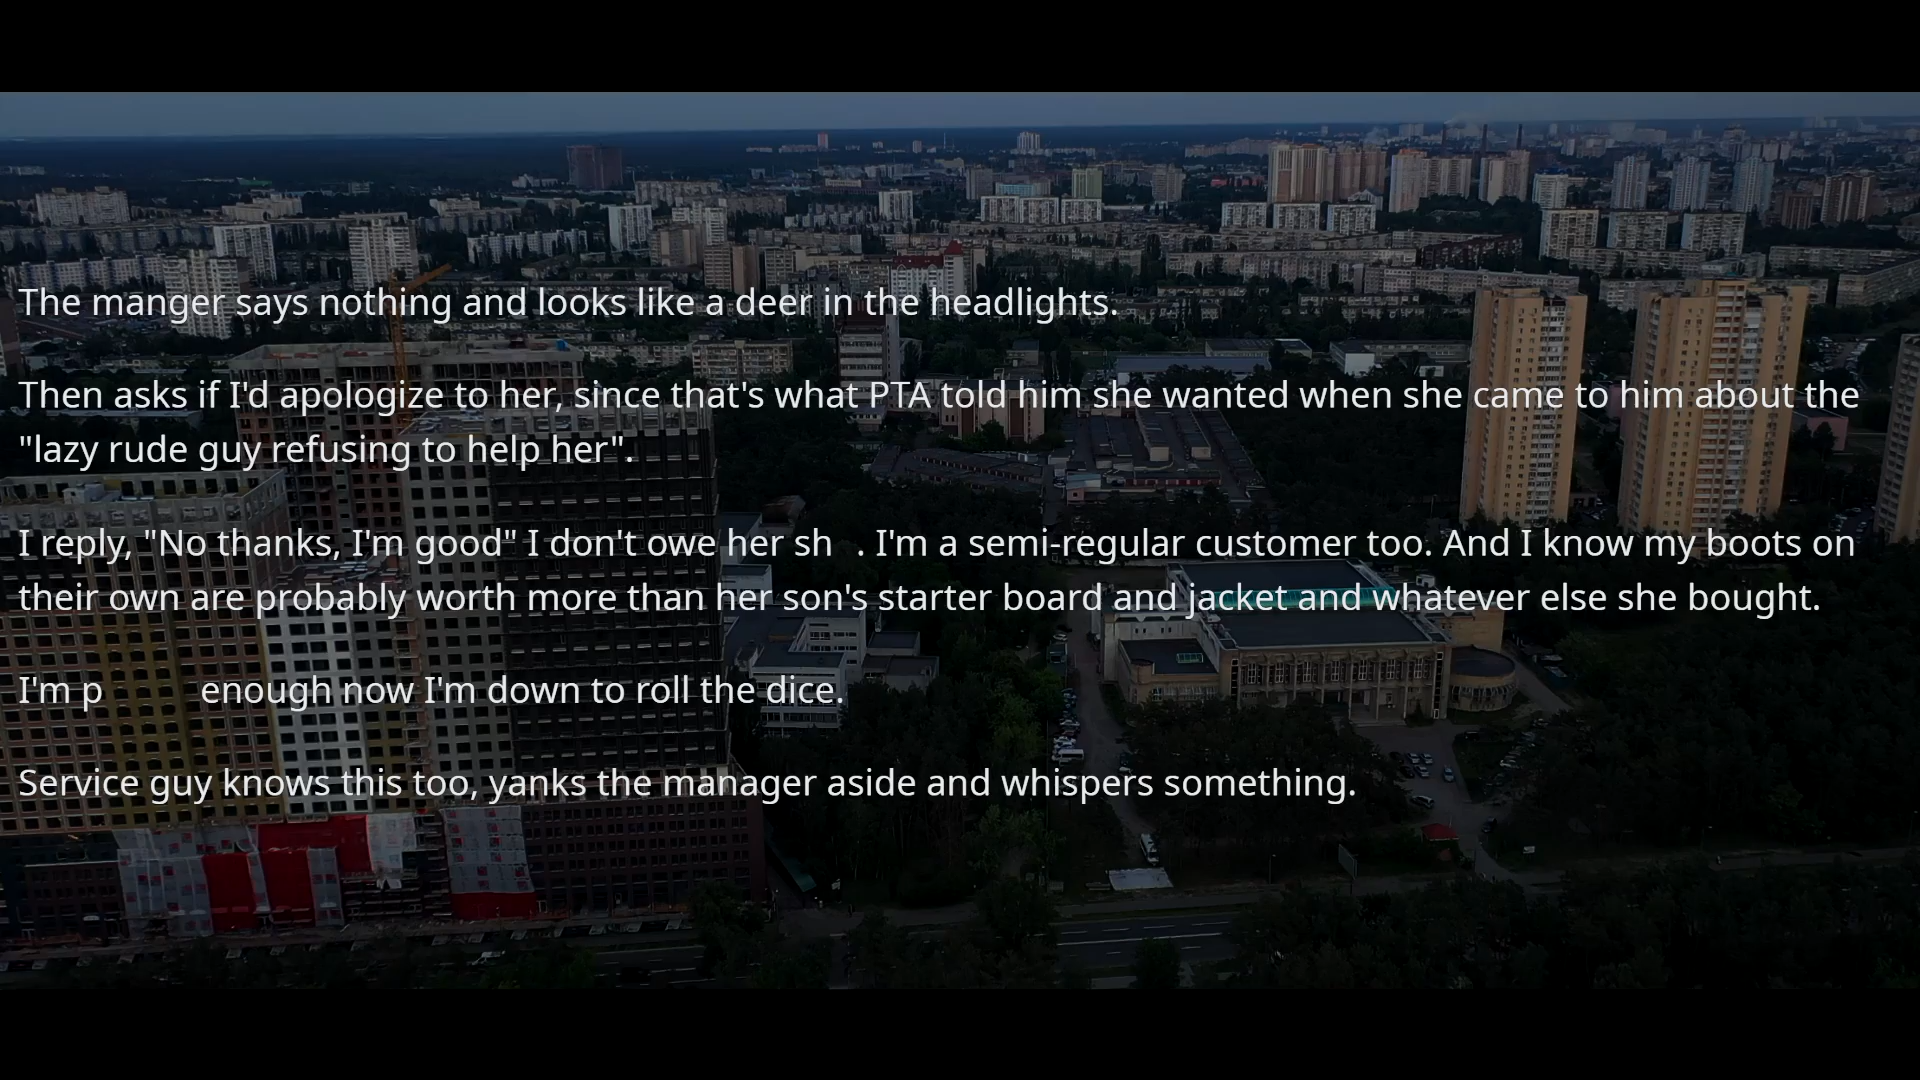 The manger says nothing and looks like a deer in the headlights.
Then asks if I'd apologize to her, since that's what PTA told him she wanted when she came to him about the
"lazy rude guy refusing to help her".
I reply, "No thanks, I'm good" I don't owe her sh . I'm a semi-regular customer too. And I know my boots on
their own are probably worth more than her son's starter board and jacket and whatever else she bought.
I'm p enough now I'm down to roll the dice.
Service guy knows this too, yanks the manager aside and whispers something.